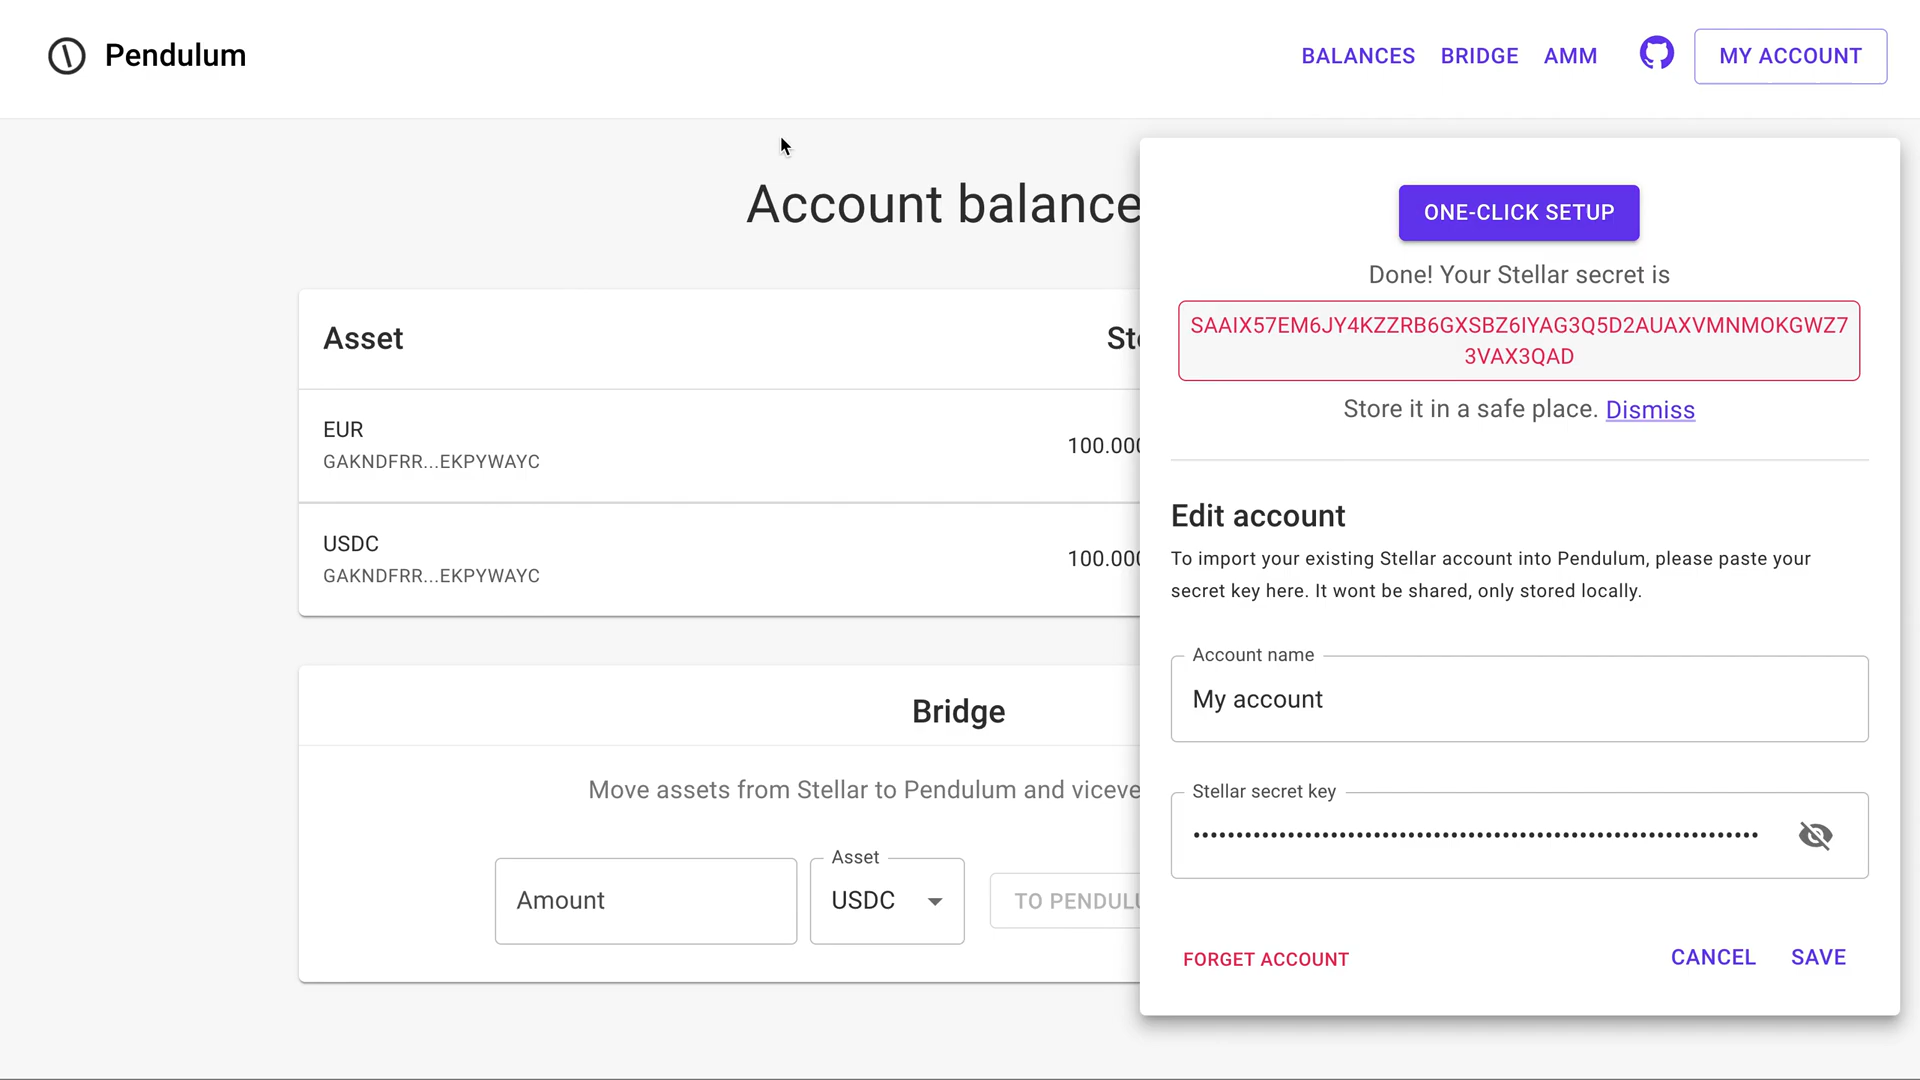 Pendulum
BALANCES
BRIDGE
AMM
MY ACCOUNT
Account balance
Asset
EUR
GAKNDFRR...EKPYWAYC
100.000
USDC
GAKNDFRR...EKPYWAYC
100.000
Bridge
Move assets from Stellar to Pendulum and
Amount
Asset
USDC
ONE-CLICK SETUP
Done! Your Stellar secret is
SAAIX57EM6JY4KZZRB6GXSBZ6IYAG3Q5D2AUAXVMNMOKGWZ7
3VAX3QAD
Store it in a safe place. Dismiss
Edit account
To import your existing Stellar account into Pendulum, please paste your
secret key here. It wont be shared, only stored locally.
Account name
My account
Stellar secret key
FORGET ACCOUNT
CANCEL
SAVE